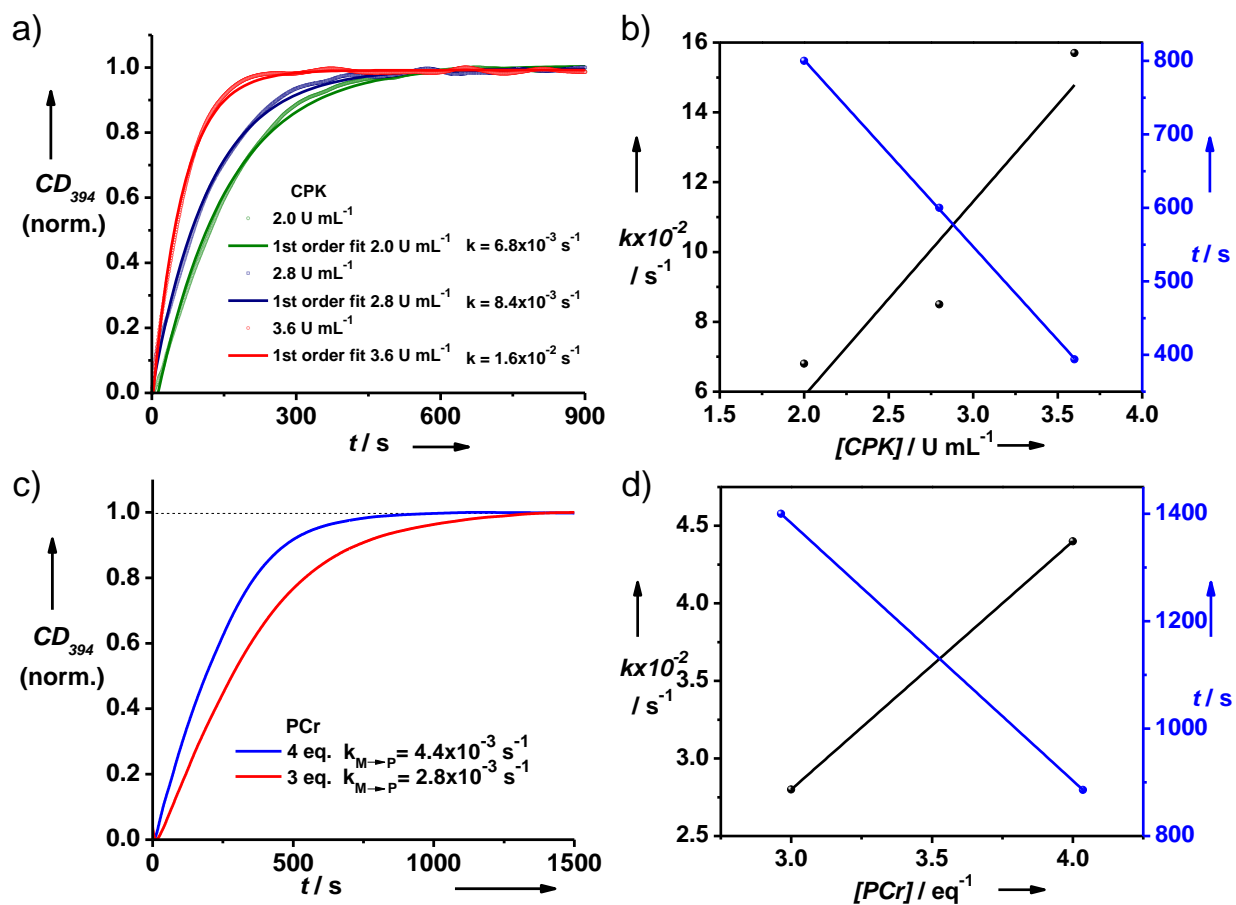 a)
1.0
0.8
0.6
0.4
0.2
0.0
CD394
(norm.)
CPK
2.0 U mL-1
1st order fit 2.0 U mL-1 k = 6.8x10-3 s-1
2.8 U mL-1
1st order fit 2.8 U mL-1 k = 8.4x10-3 s-1
3.6 U mL-1
1st order fit 3.6 U mL-1 k = 1.6x10-2 s-1
0 300 600 900
t / s
b)
16
14
12
10
8
6
kx10-2
/ s-1
800
600
500
400
t / s
1.5 2.0 2.5 3.0 3.5 4.0
[CPK] / U mL-1
c)
1.0
0.8
0.6
0.4
0.2
0.0
CD394
(norm.)
PCr
4 eq. kM→P= 4.4x10-3 s-1
3 eq. kM→P= 2.8x10-3 s-1
0 500 1000 1500
t / s
d)
4.5
4.0
3.5
3.0
2.5
kx10-2
/ s-1
1400
1200
1000
800
t / s
3.0 3.5 4.0
[PCr] / eq-1